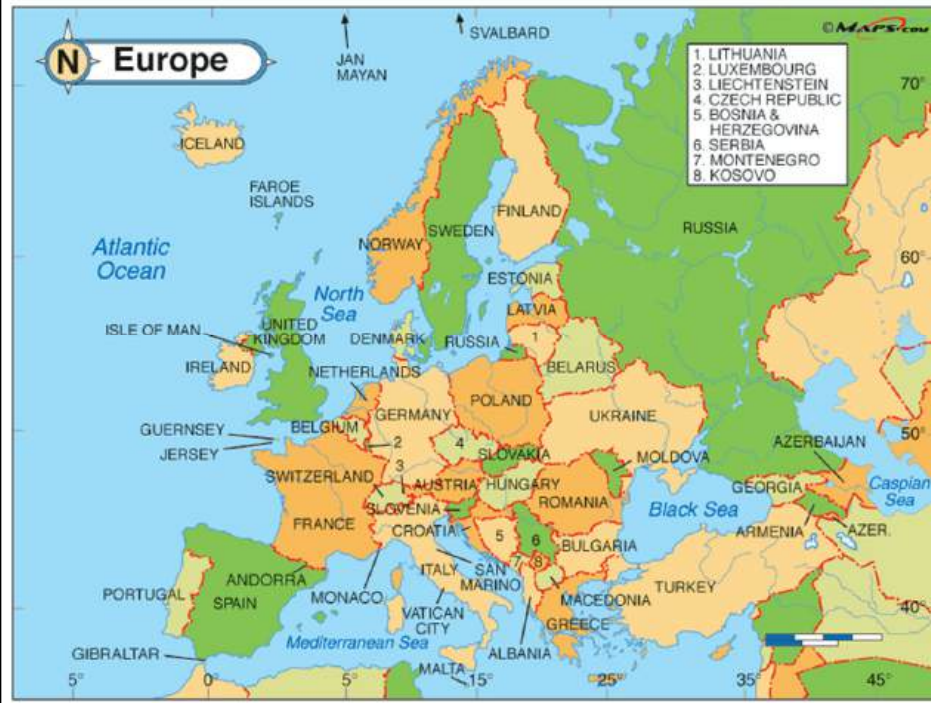 N Europe
JAN
MAYAN
SVALBARD
©MAPS.COM
1. LITHUANIA
2. LUXEMBOURG
3. LIECHTENSTEIN
4. CZECH REPUBLIC
5. BOSNIA &
HERZEGOVINA
6. SERBIA
7. MONTENEGRO
8. KOSOVO
70°
ICELAND
FAROE
ISLANDS
Atlantic
Ocean
NORWAY
SWEDEN
FINLAND
RUSSIA
60°
North
Sea
ESTONIA
LATVIA
1
ISLE OF MAN
UNITED
KINGDOM
DENMARK
RUSSIA
IRELAND
NETHERLANDS
BELARUS
GERMANY
POLAND
UKRAINE
GUERNSEY
JERSEY
BELGIUM
2
4
SLOVAKIA
MOLDOVA
AZERBAIJAN
50°
SWITZERLAND
3
AUSTRIA
HUNGARY
ROMANIA
GEORGIA
Caspian
Sea
SLOVENIA
FRANCE
CROATIA
5
6
BULGARIA
Black Sea
ARMENIA
AZER.
7
8
ANDORRA
MONACO
ITALY
SAN
MARINO
MACEDONIA
TURKEY
PORTUGAL
SPAIN
VATICAN
CITY
GREECE
40°
Mediterranean Sea
ALBANIA
GIBRALTAR
MALTA
5°
0°
5°
15°
25°
35°
45°